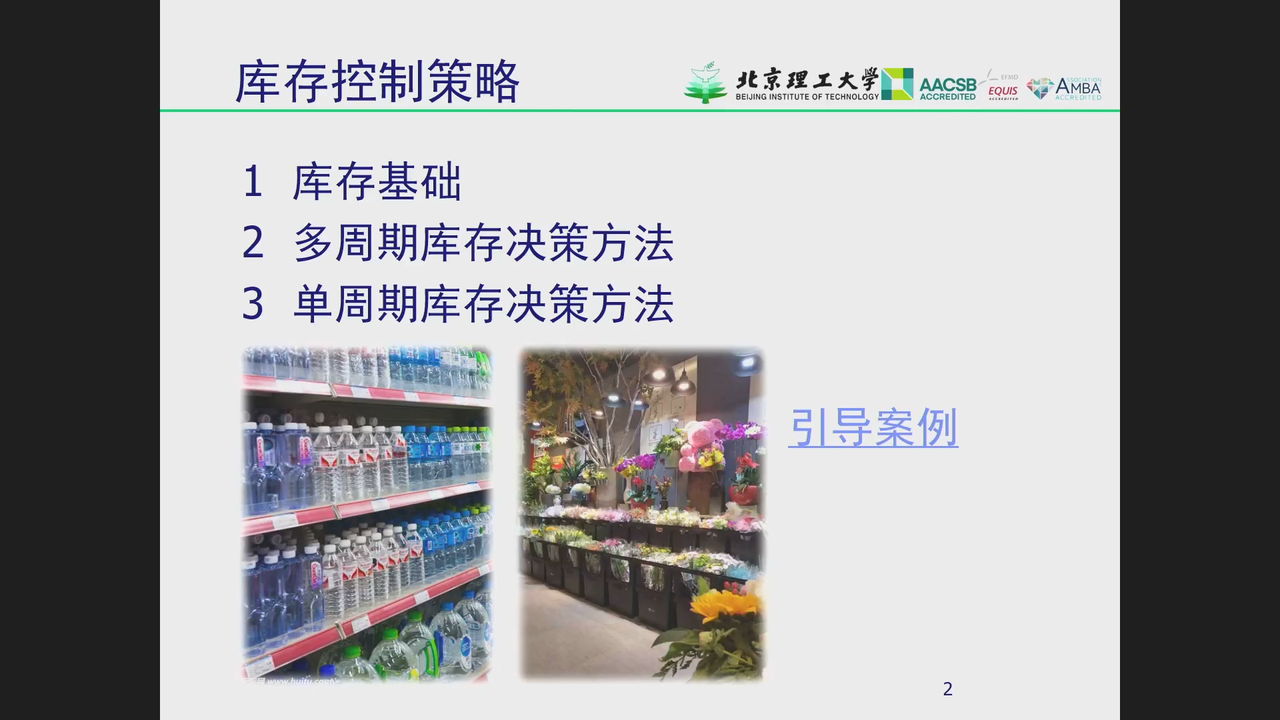 库存控制策略
北京理工大学
BEIJING INSTITUTE OF TECHNOLOGY
AACSB
ACCREDITED
EFMD
EQUIS
ACCREDITED
ASSOCIATION
AMBA
ACCREDITED
1 库存基础
2 多周期库存决策方法
3 单周期库存决策方法
引导案例
2